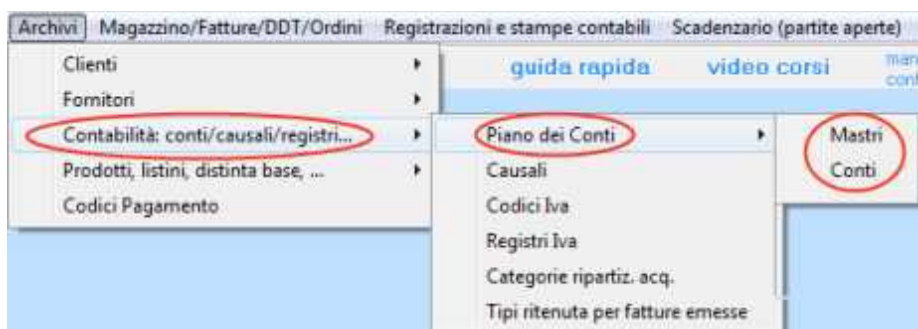 Archivi Magazzino/Fatture/DDT/Ordini Registrazioni e stampe contabili Scadenzario (partite aperte)
Clienti
guida rapida video corsi
Fornitori
Contabilità: conti/causali/registri...
Piano dei Conti
Mastri
Prodotti, listini, distinta base, ...
Causali
Conti
Codici Pagamento
Codici Iva
Registri Iva
Categorie ripartiz. acq.
Tipi ritenuta per fatture emesse